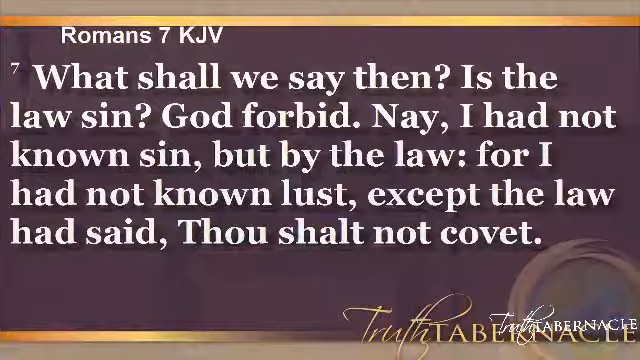 Romans 7 KJV
7 What shall we say then? Is the
law sin? God forbid. Nay, I had not
known sin, but by the law: for I
had not known lust, except the law
had said, Thou shalt not covet.
Truth TABERNACLE
Truth TABERNACLE